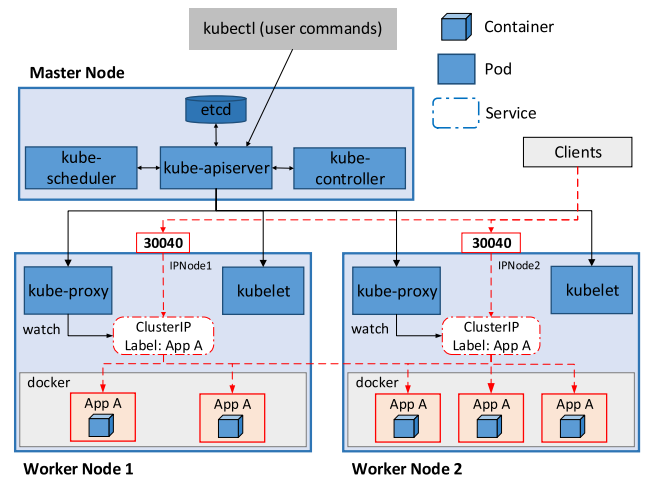 kubectl (user commands)
Container
Pod
Service
Master Node
etcd
kube-
scheduler
kube-apiserver
kube-
controller
Clients
30040
30040
IPNode1
IPNode2
kube-proxy
kubelet
kube-proxy
kubelet
watch
ClusterIP
Label: App A
watch
ClusterIP
Label: App A
docker
App A
App A
docker
App A
App A
App A
Worker Node 1
Worker Node 2